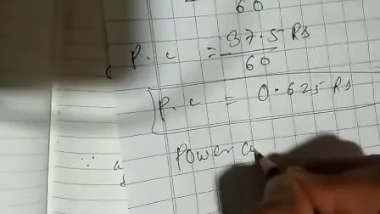 60
P.c = 37.5 RS
60
P.c = 0.625 RS
∵
Power C